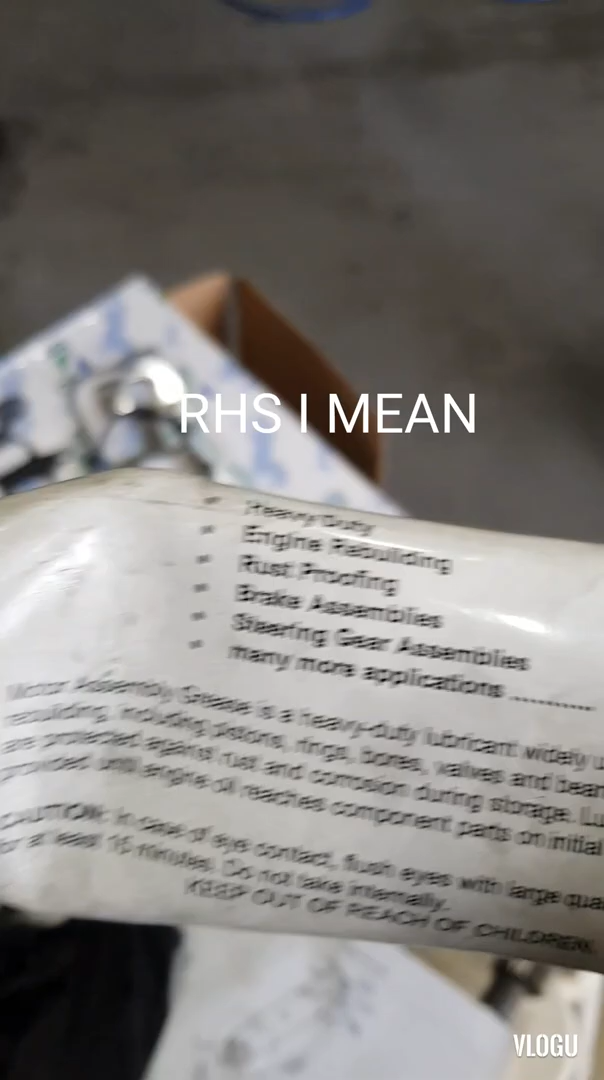 RHS I MEAN
Heavy Duty
Engine Rebuilding
Rust Proofing
Brake Assemblies
Steering Gear Assemblies
many more applications ..........
Motor Assembly Grease is a heavy-duty lubricant widely
rebuilding, including pistons, rings, bores, valves and
are protected against rust and corrosion during storage.
provided until engine oil reaches component parts on initial
CAUTION: In case of eye contact, flush eyes with large
for at least 15 minutes. Do not take internally.
KEEP OUT OF REACH OF CHILDREN.
VLOGU